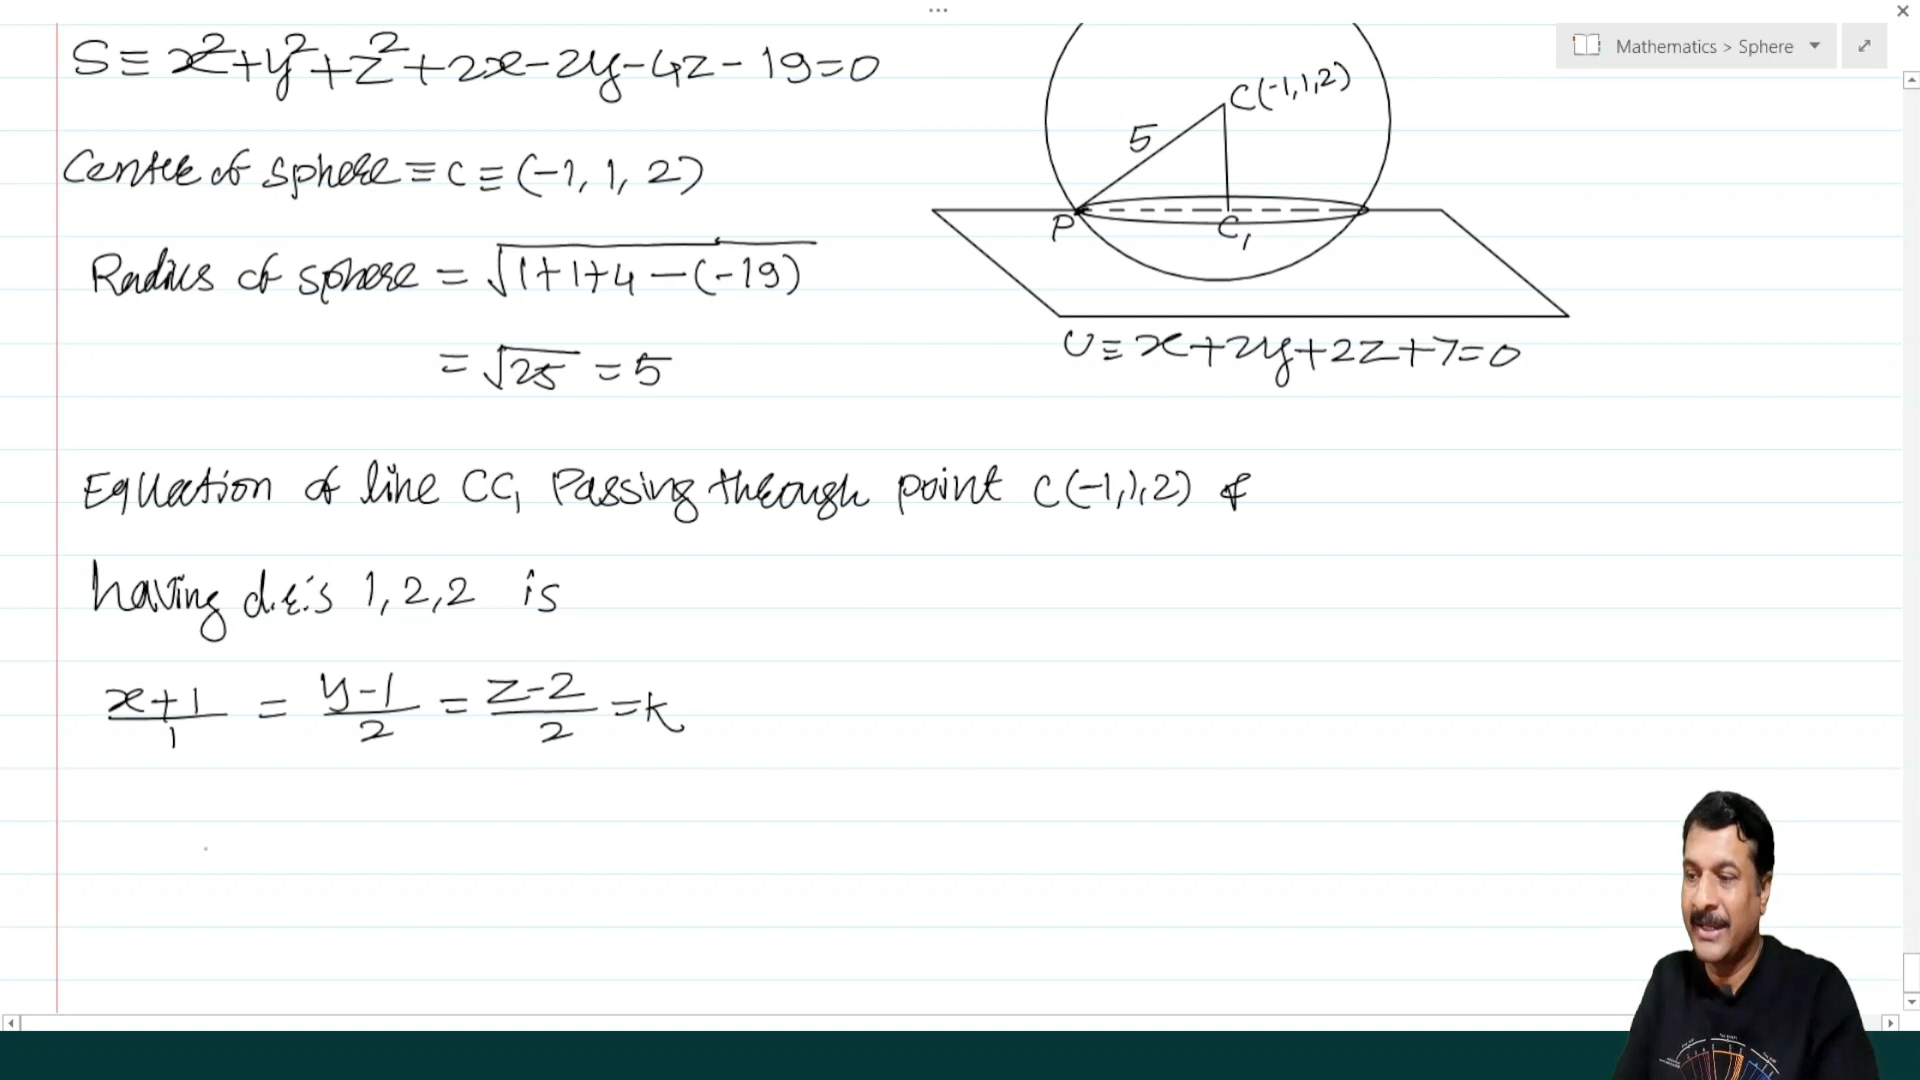 S ≡ x²+y²+z²+2x-2y-4z-19=0
Mathematics > Sphere
C(-1,1,2)
5
Centre of sphere ≡ C ≡ (-1, 1, 2)
P
C₁
Radius of sphere = √(1+1+4-(-19))
= √25 = 5
U ≡ x+2y+2z+7=0
Equation of line CC₁ Passing through point C(-1,1,2) &
having d.r.'s 1,2,2 is
(x+1)/1 = (y-1)/2 = (z-2)/2 = k